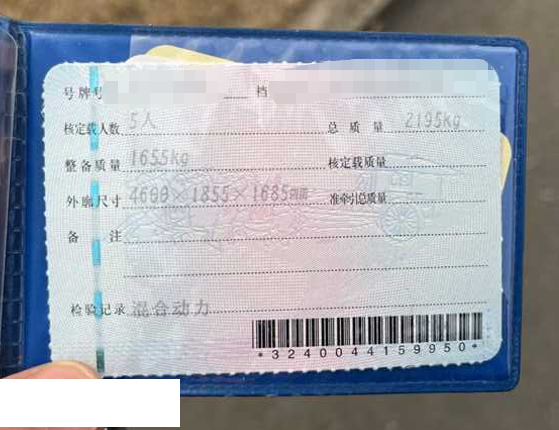 号牌号 档
核定载人数 5人 总质量 2195kg
整备质量 1655kg 核定载质量
外廓尺寸 4600×1855×1685mm 准牵引总质量
备注
检验记录 混合动力
*3240044159950*